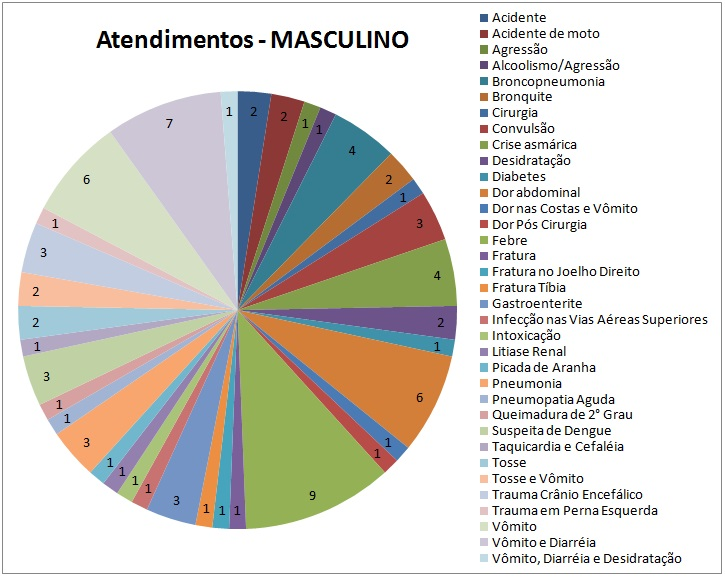 Atendimentos - MASCULINO
Acidente
Acidente de moto
Agressão
Alcoolismo/Agressão
Broncopneumonia
Bronquite
Cirurgia
Convulsão
Crise asmárica
Desidratação
Diabetes
Dor abdominal
Dor nas Costas e Vômito
Dor Pós Cirurgia
Febre
Fratura
Fratura no Joelho Direito
Fratura Tíbia
Gastroenterite
Infecção nas Vias Aéreas Superiores
Intoxicação
Litiase Renal
Picada de Aranha
Pneumonia
Pneumopatia Aguda
Queimadura de 2° Grau
Suspeita de Dengue
Taquicardia e Cefaléia
Tosse
Tosse e Vômito
Trauma Crânio Encefálico
Trauma em Perna Esquerda
Vômito
Vômito e Diarréia
Vômito, Diarréia e Desidratação
2
2
1
1
4
2
1
3
4
2
1
6
1
1
9
1
1
1
3
1
1
1
1
3
1
1
3
1
2
2
3
1
6
7
1